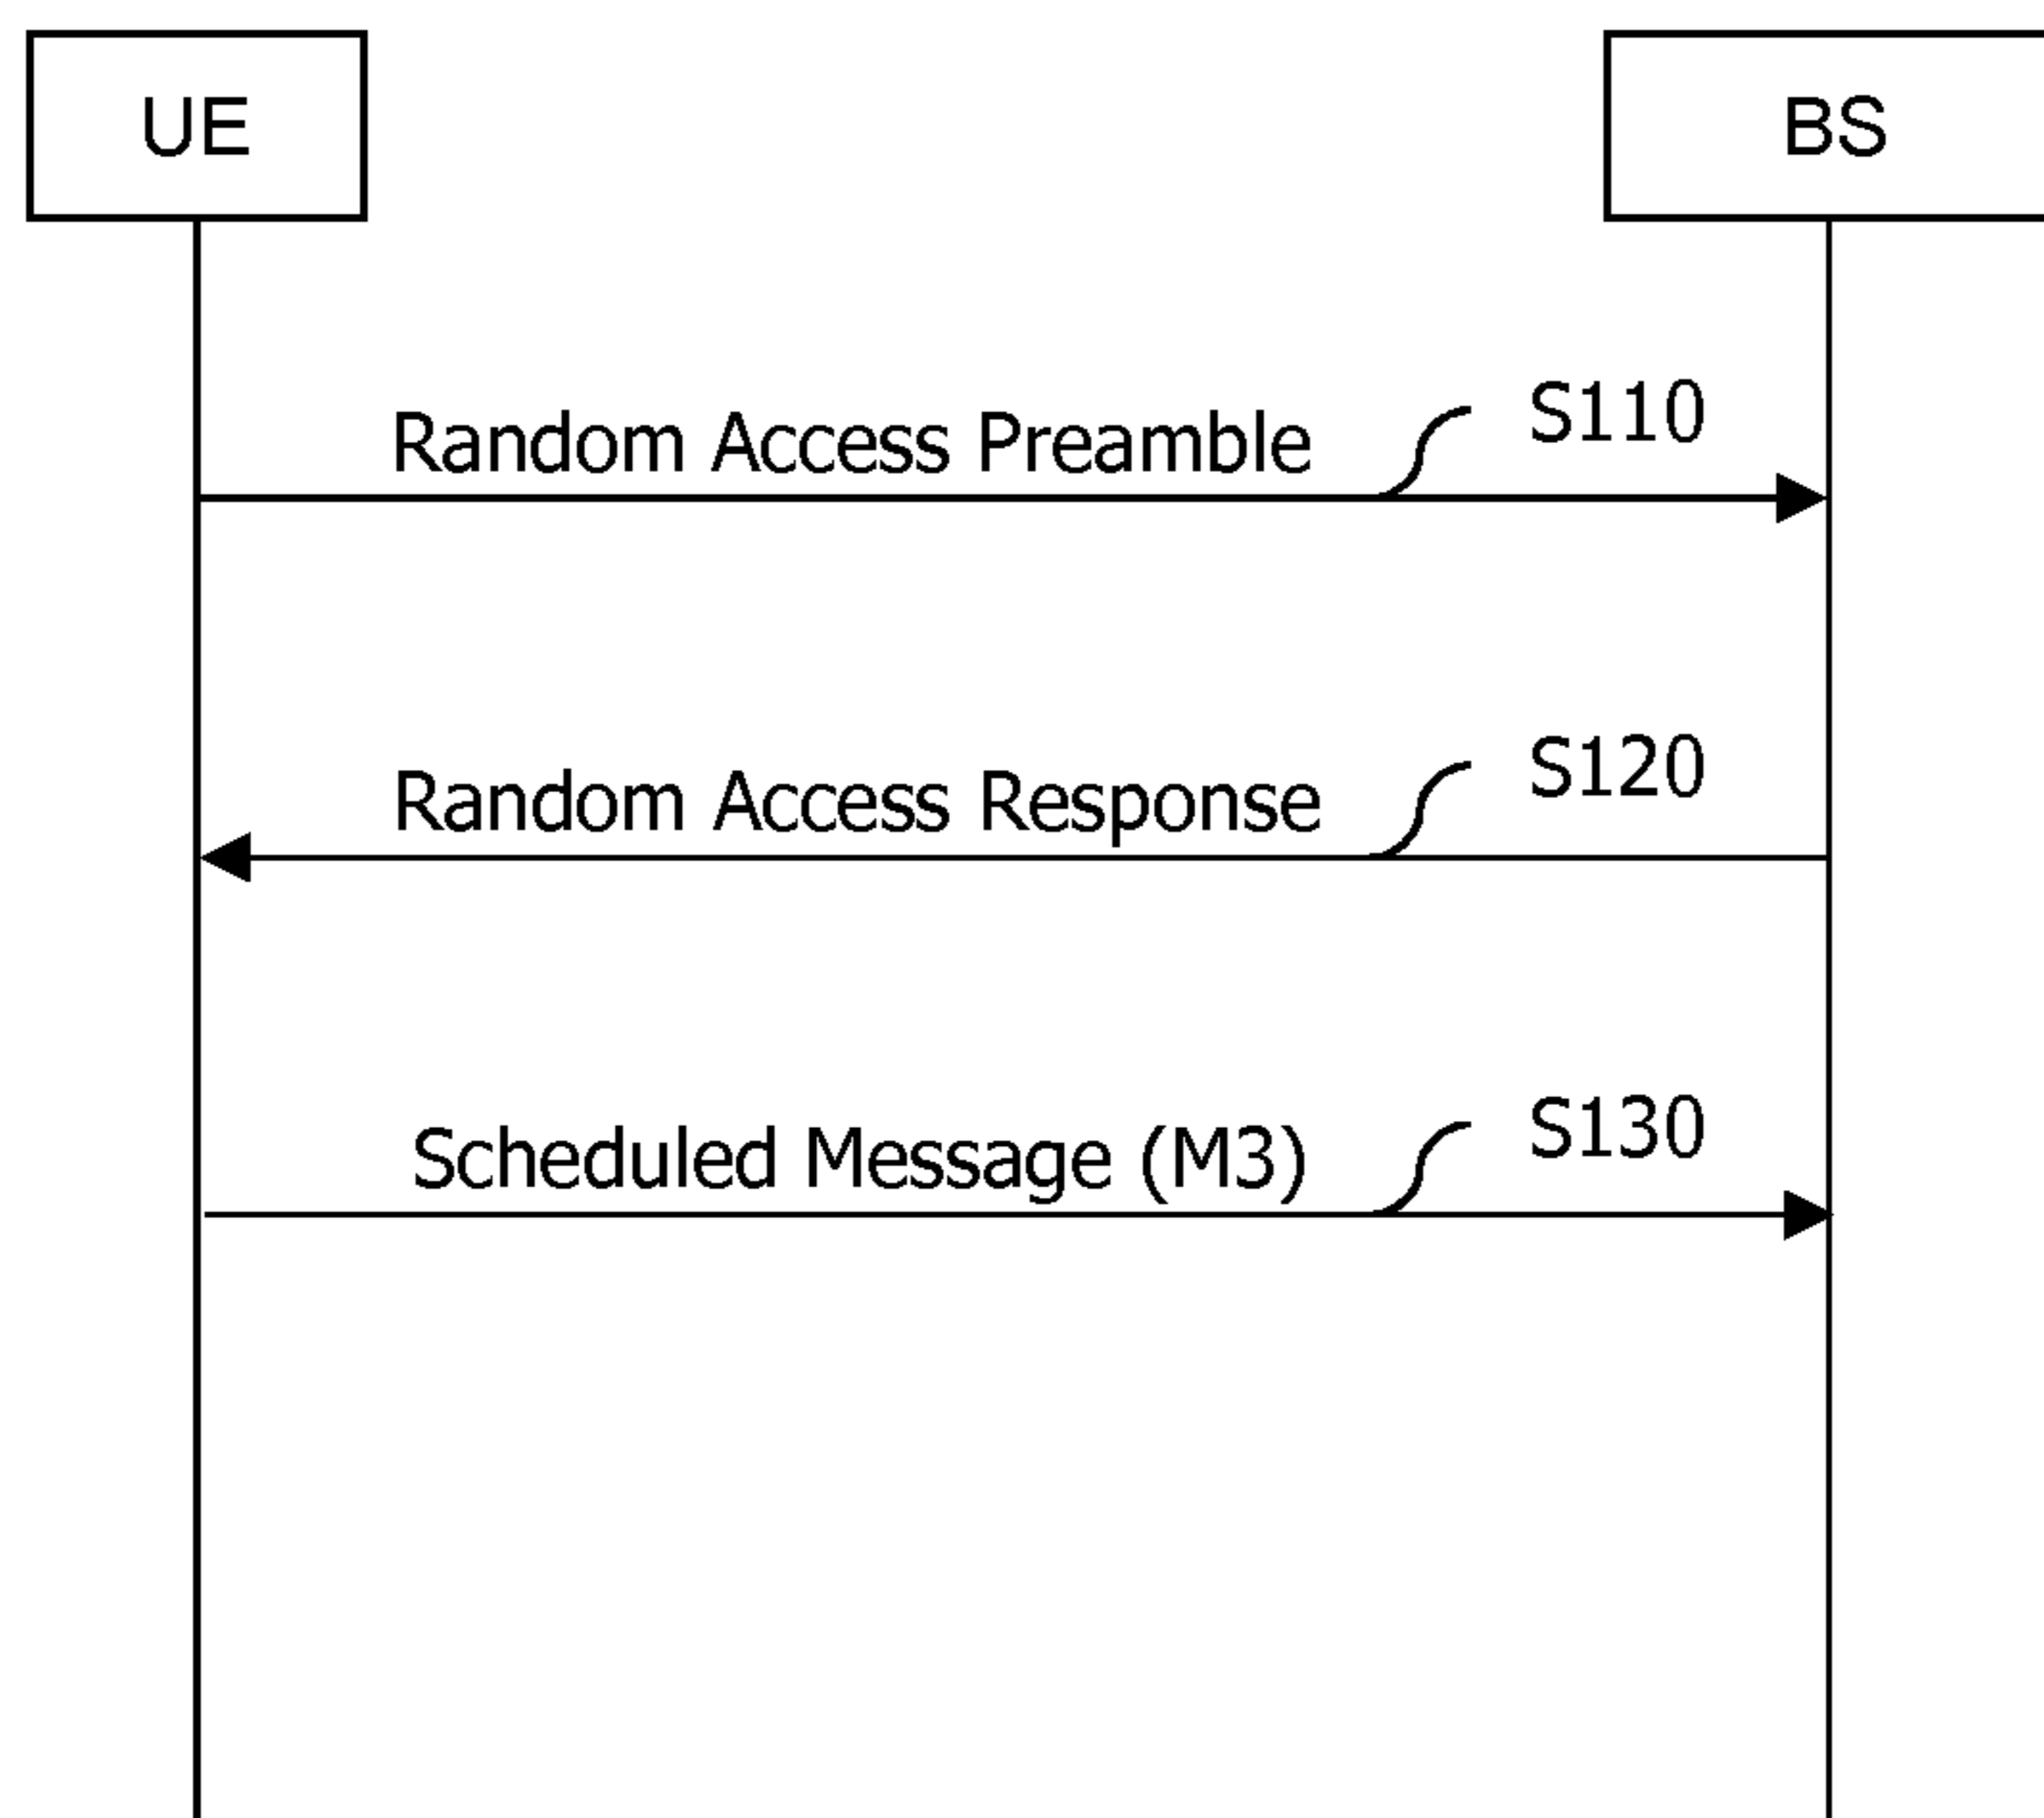 UE
BS
Random Access Preamble
S110
Random Access Response
S120
Scheduled Message (M3)
S130